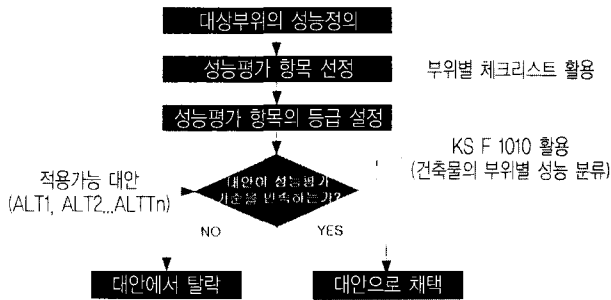 대상부위의 성능정의
성능평가 항목 선정
부위별 체크리스트 활용
성능평가 항목의 등급 설정
KS F 1010 활용
(건축물의 부위별 성능 분류)
적용가능 대안
(ALT1, ALT2...ALTTn)
대안이 성능평가
기준을 만족하는가?
NO
YES
대안에서 탈락
대안으로 채택